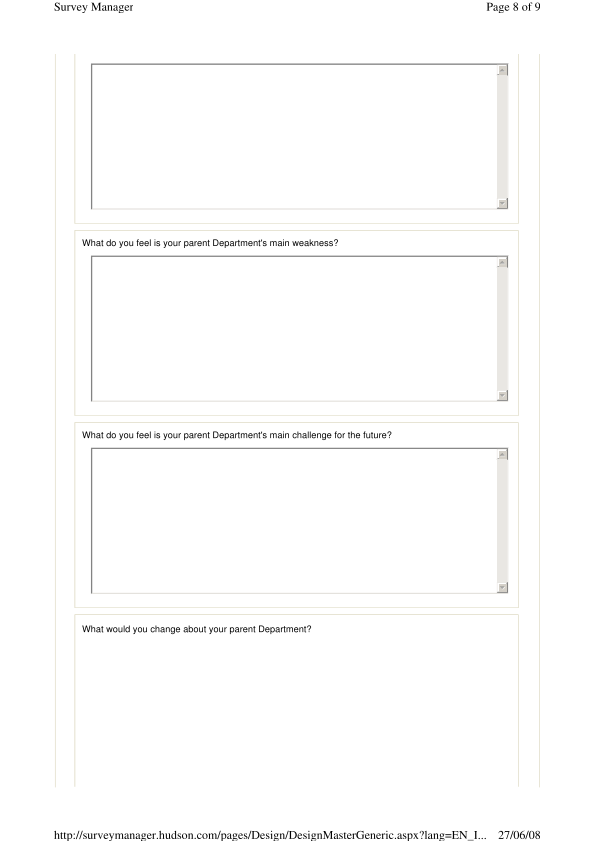 Survey Manager Page 8 of 9
What do you feel is your parent Department's main weakness?
What do you feel is your parent Department's main challenge for the future?
What would you change about your parent Department?
http://surveymanager.hudson.com/pages/Design/DesignMasterGeneric.aspx?lang=EN_I... 27/06/08